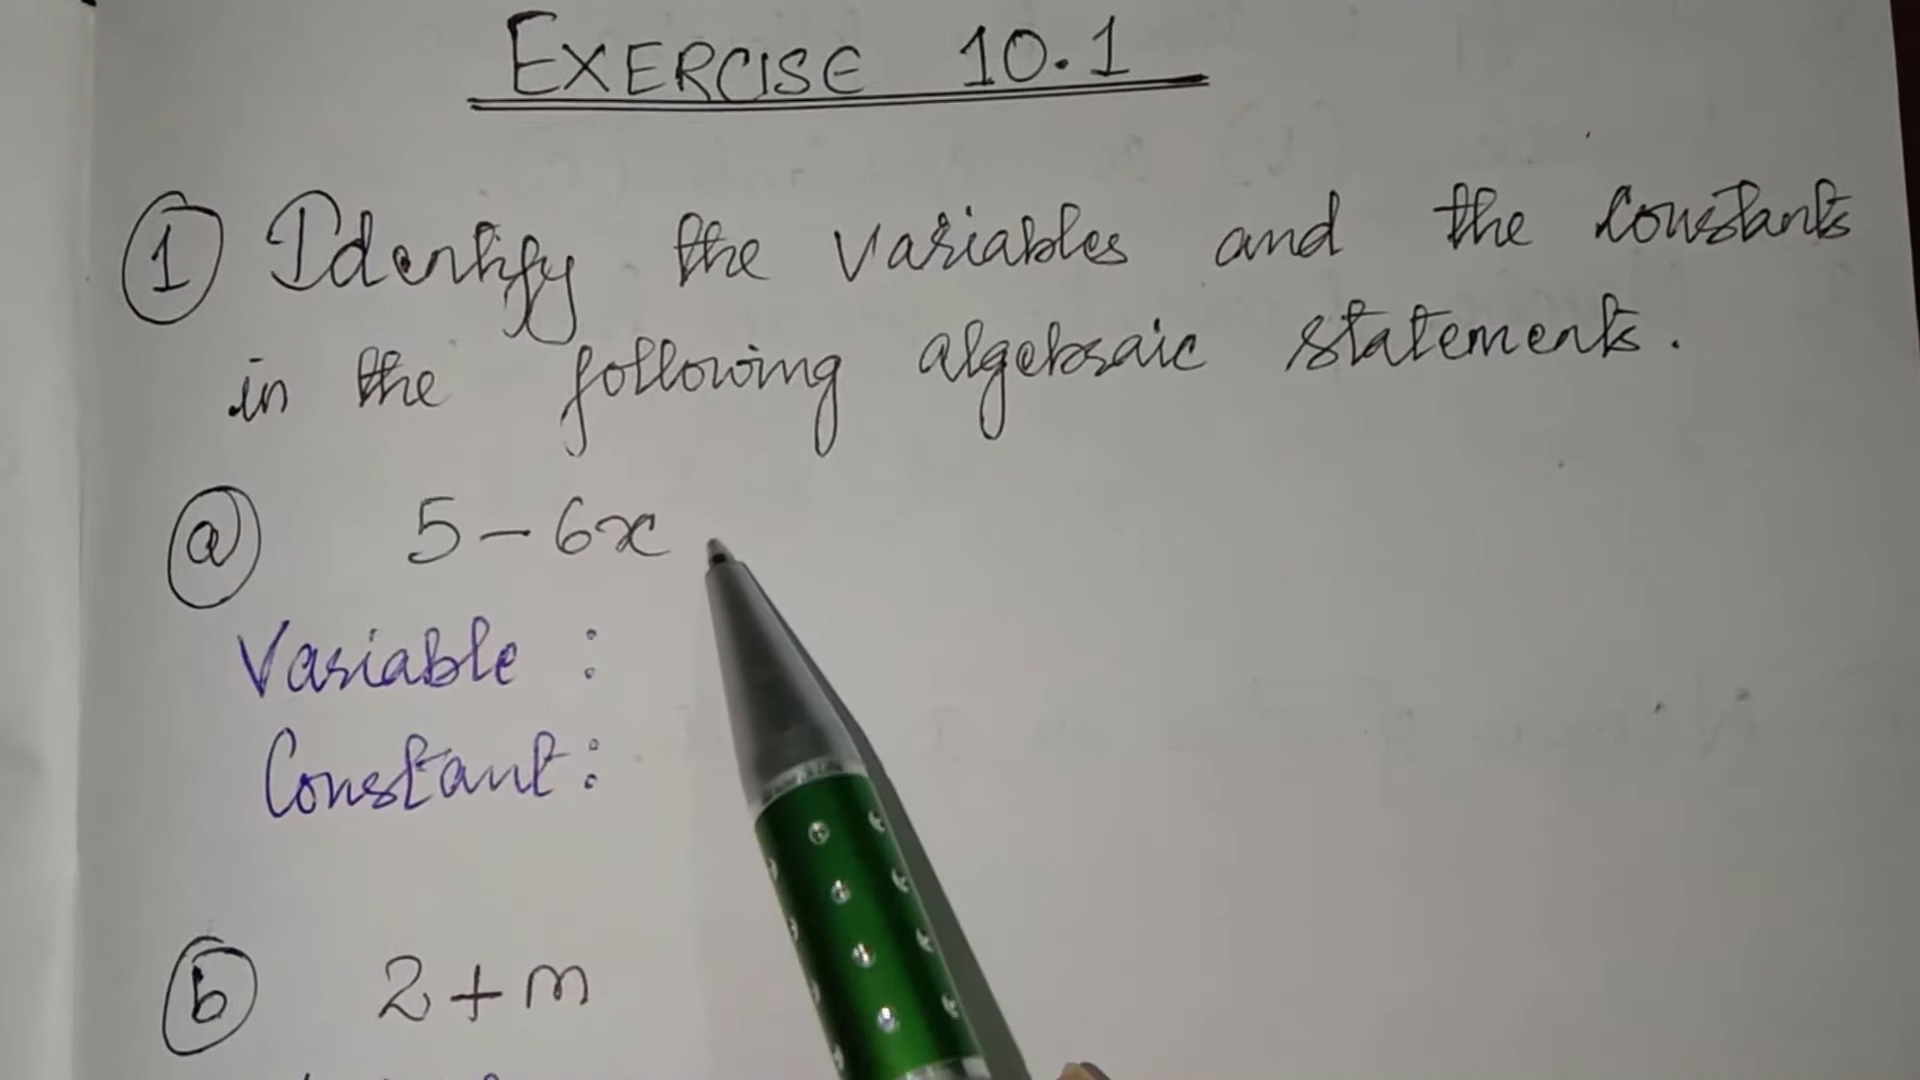 EXERCISE 10.1
1 Identify the variables and the constants
in the following algebraic statements.
a 5 - 6x
Variable :
Constant :
b 2 + m